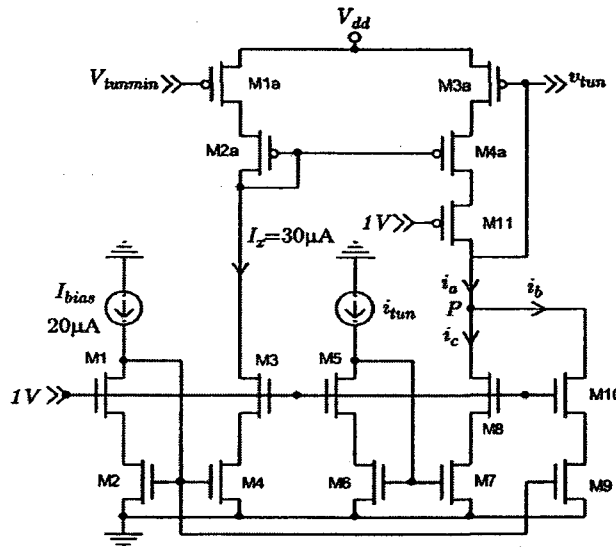 V_dd
V_tunmin
M1a
M3a
v_tun
M2a
M4a
1V
M11
I_x=30μA
I_bias
20μA
i_tun
i_a
i_b
P
i_c
M1
M3
M5
1V
M8
M10
M2
M4
M6
M7
M9